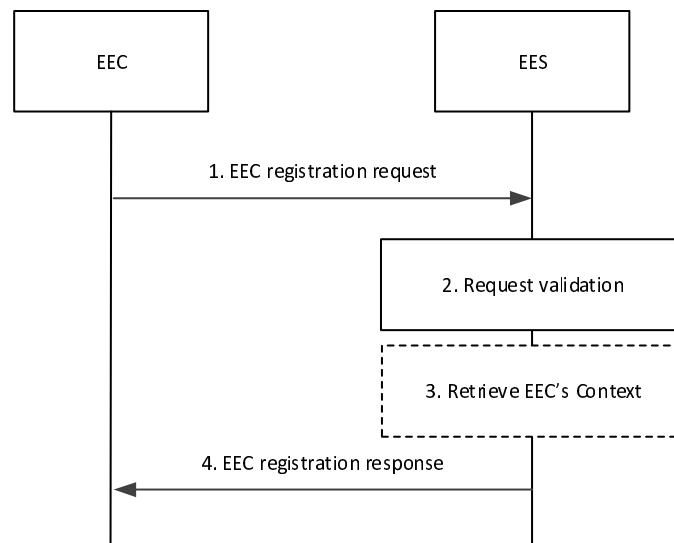 EEC
EES
1. EEC registration request
2. Request validation
3. Retrieve EEC’s Context
4. EEC registration response